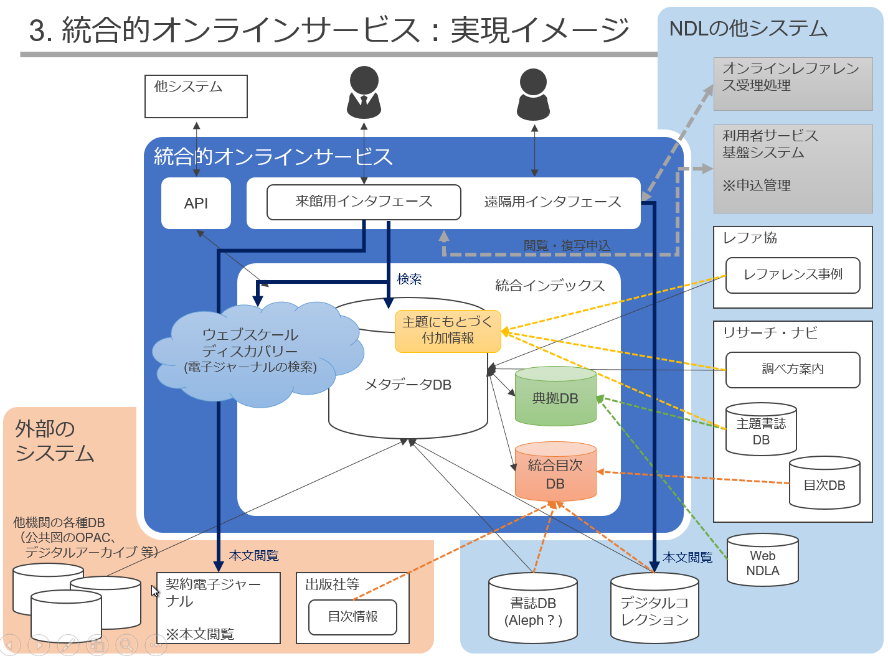 3. 統合的オンラインサービス：実現イメージ
NDLの他システム
オンラインレファレン
ス受理処理
他システム
利用者サービス
基盤システム
※申込管理
統合的オンラインサービス
API
来館用インタフェース
遠隔用インタフェース
閲覧・複写申込
レファ協
レファレンス事例
検索
統合インデックス
主題にもとづく
付加情報
ウェブスケール
ディスカバリー
(電子ジャーナルの検索)
メタデータDB
リサーチ・ナビ
調べ方案内
典拠DB
主題書誌
DB
統合目次
DB
目次DB
外部の
システム
他機関の各種DB
（公共図のOPAC、
デジタルアーカイブ 等）
本文閲覧
本文閲覧
Web
NDLA
契約電子ジャー
ナル
※本文閲覧
出版社等
目次情報
書誌DB
(Aleph？)
デジタルコ
レクション